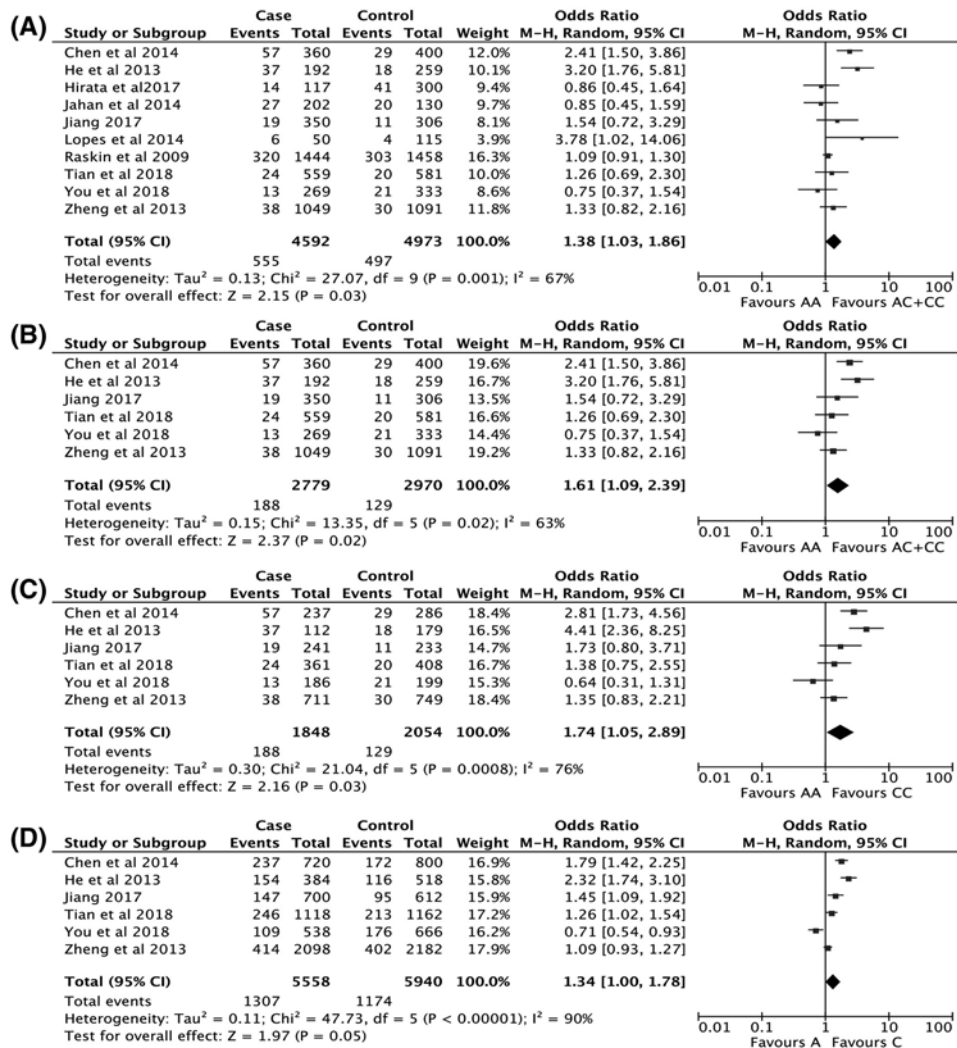 (A) Case Control Odds Ratio Odds Ratio
Study or Subgroup Events Total Events Total Weight M-H, Random, 95% CI M-H, Random, 95% CI
Chen et al 2014 57 360 29 400 12.0% 2.41 [1.50, 3.86]
He et al 2013 37 192 18 259 10.1% 3.20 [1.76, 5.81]
Hirata et al2017 14 117 41 300 9.4% 0.86 [0.45, 1.64]
Jahan et al 2014 27 202 20 130 9.7% 0.85 [0.45, 1.59]
Jiang 2017 19 350 11 306 8.1% 1.54 [0.72, 3.29]
Lopes et al 2014 6 50 4 115 3.9% 3.78 [1.02, 14.06]
Raskin et al 2009 320 1444 303 1458 16.3% 1.09 [0.91, 1.30]
Tian et al 2018 24 559 20 581 10.0% 1.26 [0.69, 2.30]
You et al 2018 13 269 21 333 8.6% 0.75 [0.37, 1.54]
Zheng et al 2013 38 1049 30 1091 11.8% 1.33 [0.82, 2.16]
Total (95% CI) 4592 4973 100.0% 1.38 [1.03, 1.86]
Total events 555 497
Heterogeneity: Tau² = 0.13; Chi² = 27.07, df = 9 (P = 0.001); I² = 67%
Test for overall effect: Z = 2.15 (P = 0.03)
0.01 0.1 1 10 100
Favours AA Favours AC+CC
(B) Case Control Odds Ratio Odds Ratio
Study or Subgroup Events Total Events Total Weight M-H, Random, 95% CI M-H, Random, 95% CI
Chen et al 2014 57 360 29 400 19.6% 2.41 [1.50, 3.86]
He et al 2013 37 192 18 259 16.7% 3.20 [1.76, 5.81]
Jiang 2017 19 350 11 306 13.5% 1.54 [0.72, 3.29]
Tian et al 2018 24 559 20 581 16.6% 1.26 [0.69, 2.30]
You et al 2018 13 269 21 333 14.4% 0.75 [0.37, 1.54]
Zheng et al 2013 38 1049 30 1091 19.2% 1.33 [0.82, 2.16]
Total (95% CI) 2779 2970 100.0% 1.61 [1.09, 2.39]
Total events 188 129
Heterogeneity: Tau² = 0.15; Chi² = 13.35, df = 5 (P = 0.02); I² = 63%
Test for overall effect: Z = 2.37 (P = 0.02)
0.01 0.1 1 10 100
Favours AA Favours AC+CC
(C) Case Control Odds Ratio Odds Ratio
Study or Subgroup Events Total Events Total Weight M-H, Random, 95% CI M-H, Random, 95% CI
Chen et al 2014 57 237 29 286 18.4% 2.81 [1.73, 4.56]
He et al 2013 37 112 18 179 16.5% 4.41 [2.36, 8.25]
Jiang 2017 19 241 11 233 14.7% 1.73 [0.80, 3.71]
Tian et al 2018 24 361 20 408 16.7% 1.38 [0.75, 2.55]
You et al 2018 13 186 21 199 15.3% 0.64 [0.31, 1.31]
Zheng et al 2013 38 711 30 749 18.4% 1.35 [0.83, 2.21]
Total (95% CI) 1848 2054 100.0% 1.74 [1.05, 2.89]
Total events 188 129
Heterogeneity: Tau² = 0.30; Chi² = 21.04, df = 5 (P = 0.0008); I² = 76%
Test for overall effect: Z = 2.16 (P = 0.03)
0.01 0.1 1 10 100
Favours AA Favours CC
(D) Case Control Odds Ratio Odds Ratio
Study or Subgroup Events Total Events Total Weight M-H, Random, 95% CI M-H, Random, 95% CI
Chen et al 2014 237 720 172 800 16.9% 1.79 [1.42, 2.25]
He et al 2013 154 384 116 518 15.8% 2.32 [1.74, 3.10]
Jiang 2017 147 700 95 612 15.9% 1.45 [1.09, 1.92]
Tian et al 2018 246 1118 213 1162 17.2% 1.26 [1.02, 1.54]
You et al 2018 109 538 176 666 16.2% 0.71 [0.54, 0.93]
Zheng et al 2013 414 2098 402 2182 17.9% 1.09 [0.93, 1.27]
Total (95% CI) 5558 5940 100.0% 1.34 [1.00, 1.78]
Total events 1307 1174
Heterogeneity: Tau² = 0.11; Chi² = 47.73, df = 5 (P < 0.00001); I² = 90%
Test for overall effect: Z = 1.97 (P = 0.05)
0.01 0.1 1 10 100
Favours A Favours C